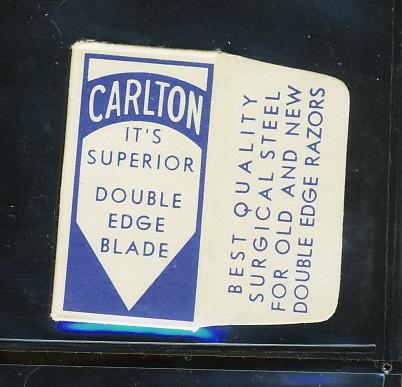 CARLTON
IT'S
SUPERIOR
DOUBLE
EDGE
BLADE
BEST QUALITY
SURGICAL STEEL
FOR OLD AND NEW
DOUBLE EDGE RAZORS